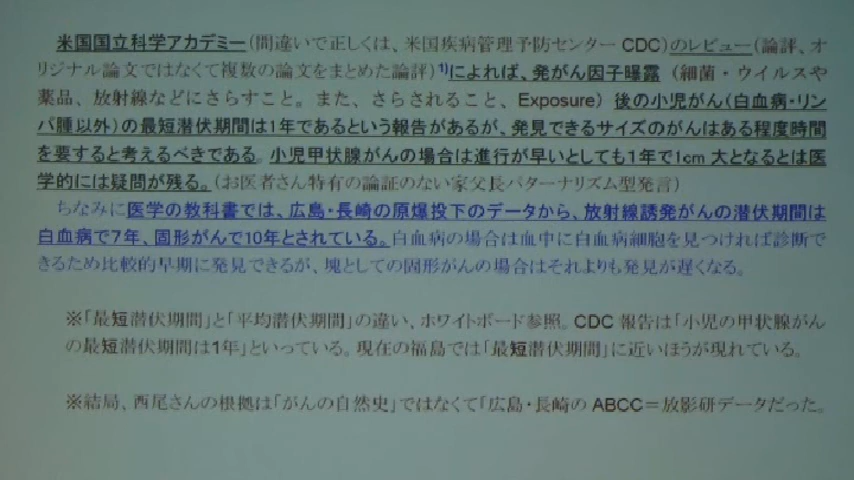 米国国立科学アカデミー(間違いで正しくは、米国疾病管理予防センター CDC)のレビュー(論評、オ
リジナル論文ではなくて複数の論文をまとめた論評)1)によれば、発がん因子曝露 (細菌・ウイルスや
薬品、放射線などにさらすこと。また、さらされること、Exposure) 後の小児がん(白血病・リン
パ腫以外)の最短潜伏期間は1年であるという報告があるが、発見できるサイズのがんはある程度時間
を要すると考えるべきである。小児甲状腺がんの場合は進行が早いとしても1年で1cm 大となるとは医
学的には疑問が残る。(お医者さん特有の論証のない家父長パターナリズム型発言)
ちなみに医学の教科書では、広島・長崎の原爆投下のデータから、放射線誘発がんの潜伏期間は
白血病で7年、固形がんで10年とされている。白血病の場合は血中に白血病細胞を見つければ診断で
きるため比較的早期に発見できるが、塊としての固形がんの場合はそれよりも発見が遅くなる。
※「最短潜伏期間」と「平均潜伏期間」の違い、ホワイトボード参照。CDC 報告は「小児の甲状腺がん
の最短潜伏期間は1年」といっている。現在の福島では「最短潜伏期間」に近いほうが現れている。
※結局、西尾さんの根拠は「がんの自然史」ではなくて「広島・長崎の ABCC=放影研データだった。